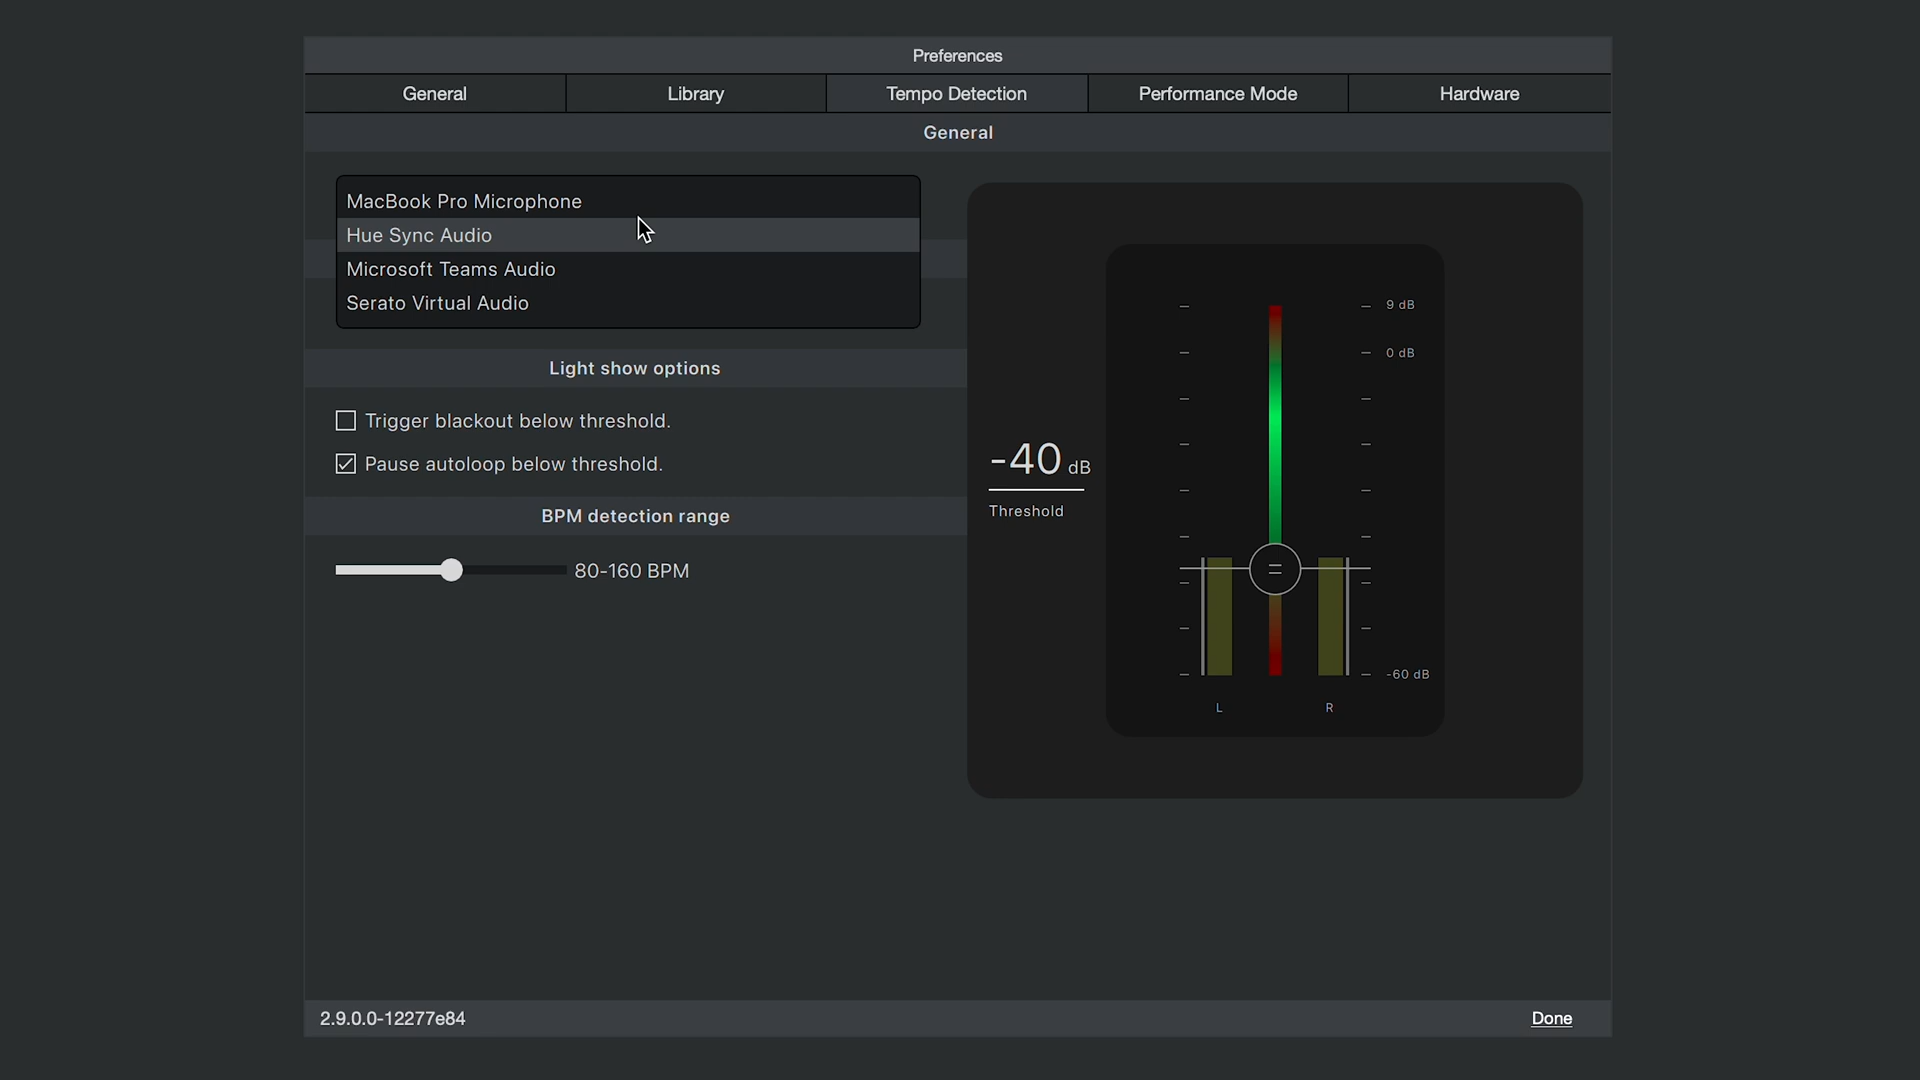 Preferences
General
Library
Tempo Detection
Performance Mode
Hardware
General
MacBook Pro Microphone
Hue Sync Audio
Microsoft Teams Audio
Serato Virtual Audio
Light show options
Trigger blackout below threshold.
Pause autoloop below threshold.
BPM detection range
80-160 BPM
-40 dB
Threshold
9 dB
0 dB
-60 dB
L
R
2.9.0.0-12277e84
Done